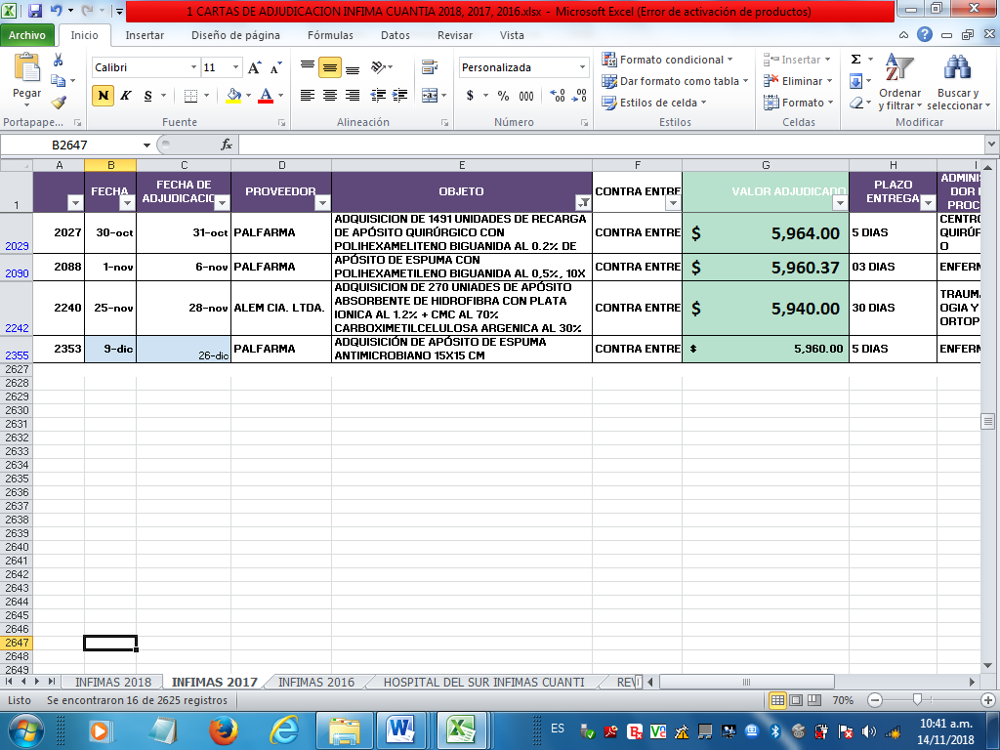 1 CARTAS DE ADJUDICACION INFIMA CUANTIA 2018, 2017, 2016.xlsx - Microsoft Excel (Error de activación de productos)
Archivo Inicio Insertar Diseño de página Fórmulas Datos Revisar Vista
Pegar
Calibri 11
N K S
Personalizada
$ % 000
Formato condicional
Dar formato como tabla
Estilos de celda
Insertar
Eliminar
Formato
Σ
Ordenar y filtrar
Buscar y seleccionar
Portapape... Fuente Alineación Número Estilos Celdas Modificar
B2647 fx
A B C D E F G H I
1 FECHA FECHA DE ADJUDICACIO PROVEEDOR OBJETO CONTRA ENTRE VALOR ADJUDICADO PLAZO ENTREGA ADMINIS DOR PROC
2029 2027 30-oct 31-oct PALFARMA ADQUISICION DE 1491 UNIDADES DE RECARGA DE APÓSITO QUIRÚRGICO CON POLIHEXAMELITENO BIGUANIDA AL 0.2% DE CONTRA ENTRE $ 5,964.00 5 DIAS CENTRO QUIRÚR O
2090 2088 1-nov 6-nov PALFARMA APÓSITO DE ESPUMA CON POLIHEXAMETILENO BIGUANIDA AL 0,5%, 10X CONTRA ENTRE $ 5,960.37 03 DIAS ENFERM
2242 2240 25-nov 28-nov ALEM CIA. LTDA. ADQUISICION DE 270 UNIADES DE APÓSITO ABSORBENTE DE HIDROFIBRA CON PLATA IONICA AL 1.2% + CMC AL 70% CARBOXIMETILCELULOSA ARGENICA AL 30% CONTRA ENTRE $ 5,940.00 30 DIAS TRAUMA OGIA Y ORTOP
2355 2353 9-dic 26-dic PALFARMA ADQUISICIÓN DE APÓSITO DE ESPUMA ANTIMICROBIANO 15X15 CM CONTRA ENTRE $ 5,960.00 5 DIAS ENFERM
2627
2628
2629
2630
2631
2632
2633
2634
2635
2636
2637
2638
2639
2640
2641
2642
2643
2644
2645
2646
2647
2648
2649
INFIMAS 2018 INFIMAS 2017 INFIMAS 2016 HOSPITAL DEL SUR INFIMAS CUANTI REV
Listo Se encontraron 16 de 2625 registros 70%
ES 10:41 a.m.
14/11/2018